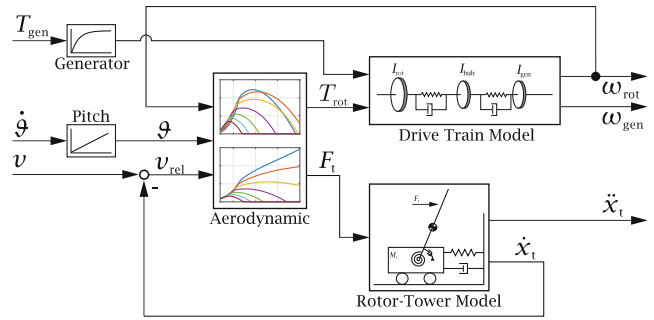 T_gen
Generator
I_rot
I_hub
I_gen
T_rot
ω_rot
Drive Train Model
ω_gen
ϑ̇
Pitch
ϑ
v
v_rel
-
Aerodynamic
F_t
F_t
M_t
ẍ_t
ẋ_t
Rotor-Tower Model